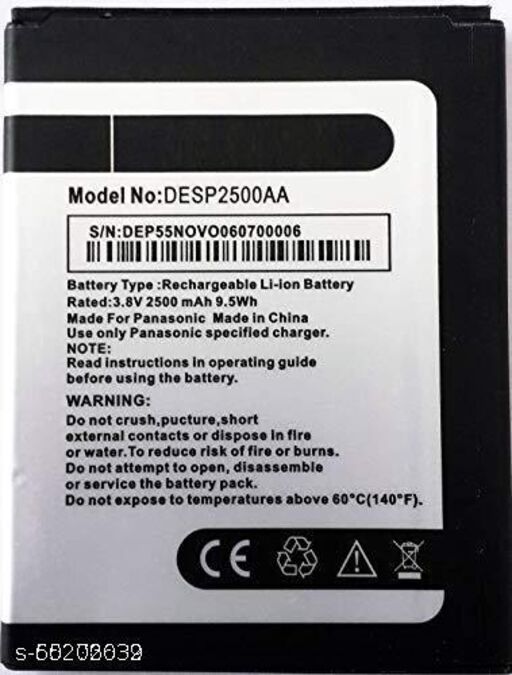 Model No:DESP2500AA
S/N:DEP55NOVO060700006
Battery Type :Rechargeable Li-ion Battery
Rated:3.8V 2500 mAh 9.5Wh
Made For Panasonic Made in China
Use only Panasonic specified charger.
NOTE:
Read instructions in operating guide
before using the battery.
WARNING:
Do not crush,pucture,short
external contacts or dispose in fire
or water.To reduce risk of fire or burns.
Do not attempt to open, disassemble
or service the battery pack.
Do not expose to temperatures above 60°C(140°F).
CE